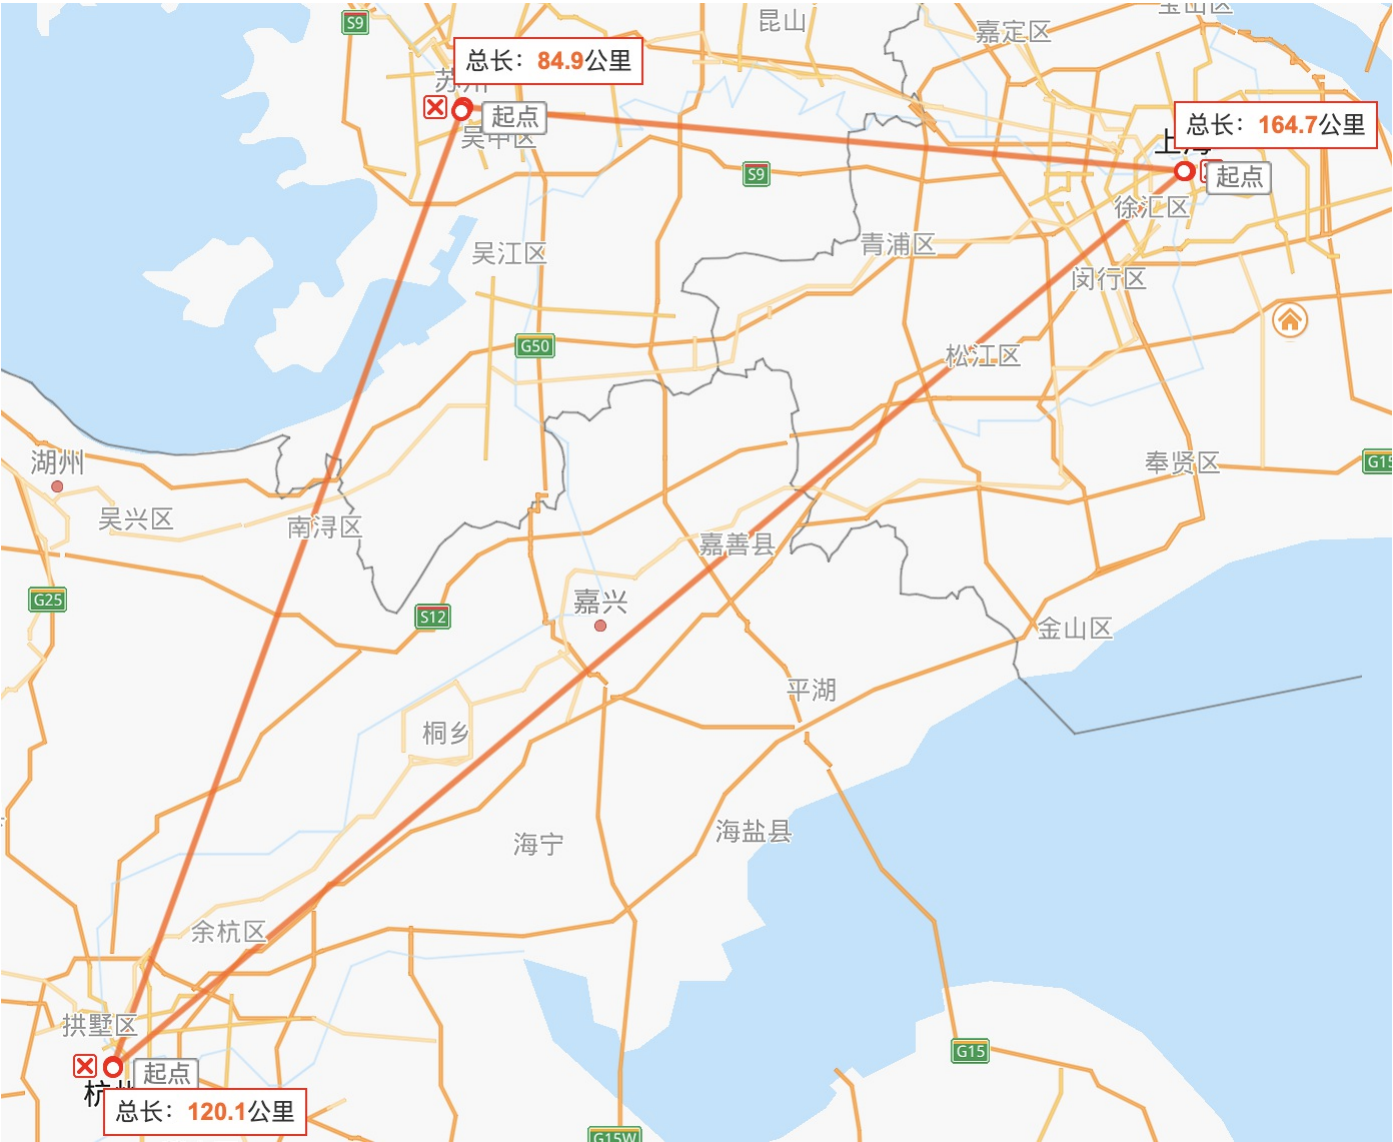 S9
昆山
嘉定区
宝山区
总长：84.9公里
起点
吴中区
总长：164.7公里
起点
S9
徐汇区
青浦区
吴江区
闵行区
G50
松江区
湖州
奉贤区
G15
吴兴区
南浔区
嘉善县
G25
嘉兴
S12
金山区
平湖
桐乡
海盐县
海宁
余杭区
拱墅区
G15
起点
总长：120.1公里
G15W